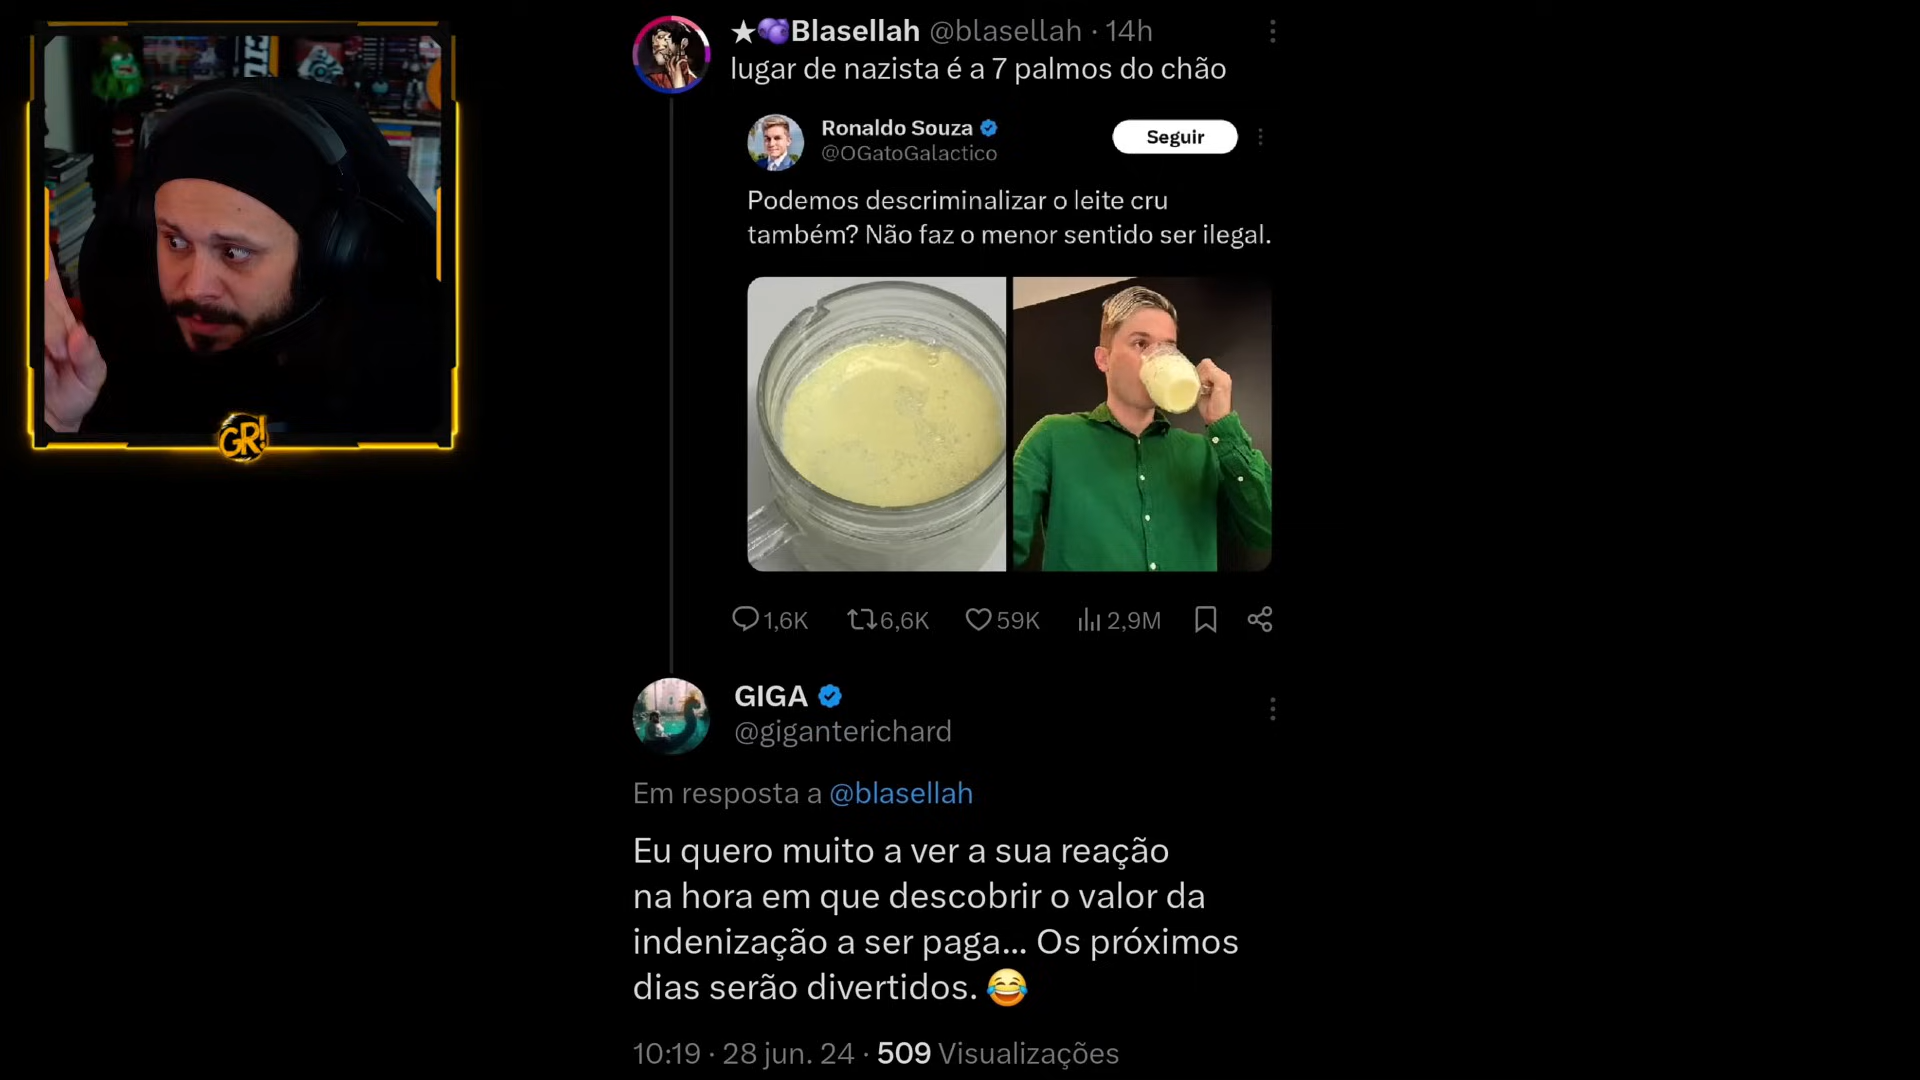 ★Blasellah @blasellah · 14h
lugar de nazista é a 7 palmos do chão
Ronaldo Souza
@OGatoGalactico
Seguir
Podemos descriminalizar o leite cru
também? Não faz o menor sentido ser ilegal.
1,6K 6,6K 59K 2,9M
GIGA
@giganterichard
Em resposta a @blasellah
Eu quero muito a ver a sua reação
na hora em que descobrir o valor da
indenização a ser paga... Os próximos
dias serão divertidos. 😂
10:19 · 28 jun. 24 · 509 Visualizações
GR!